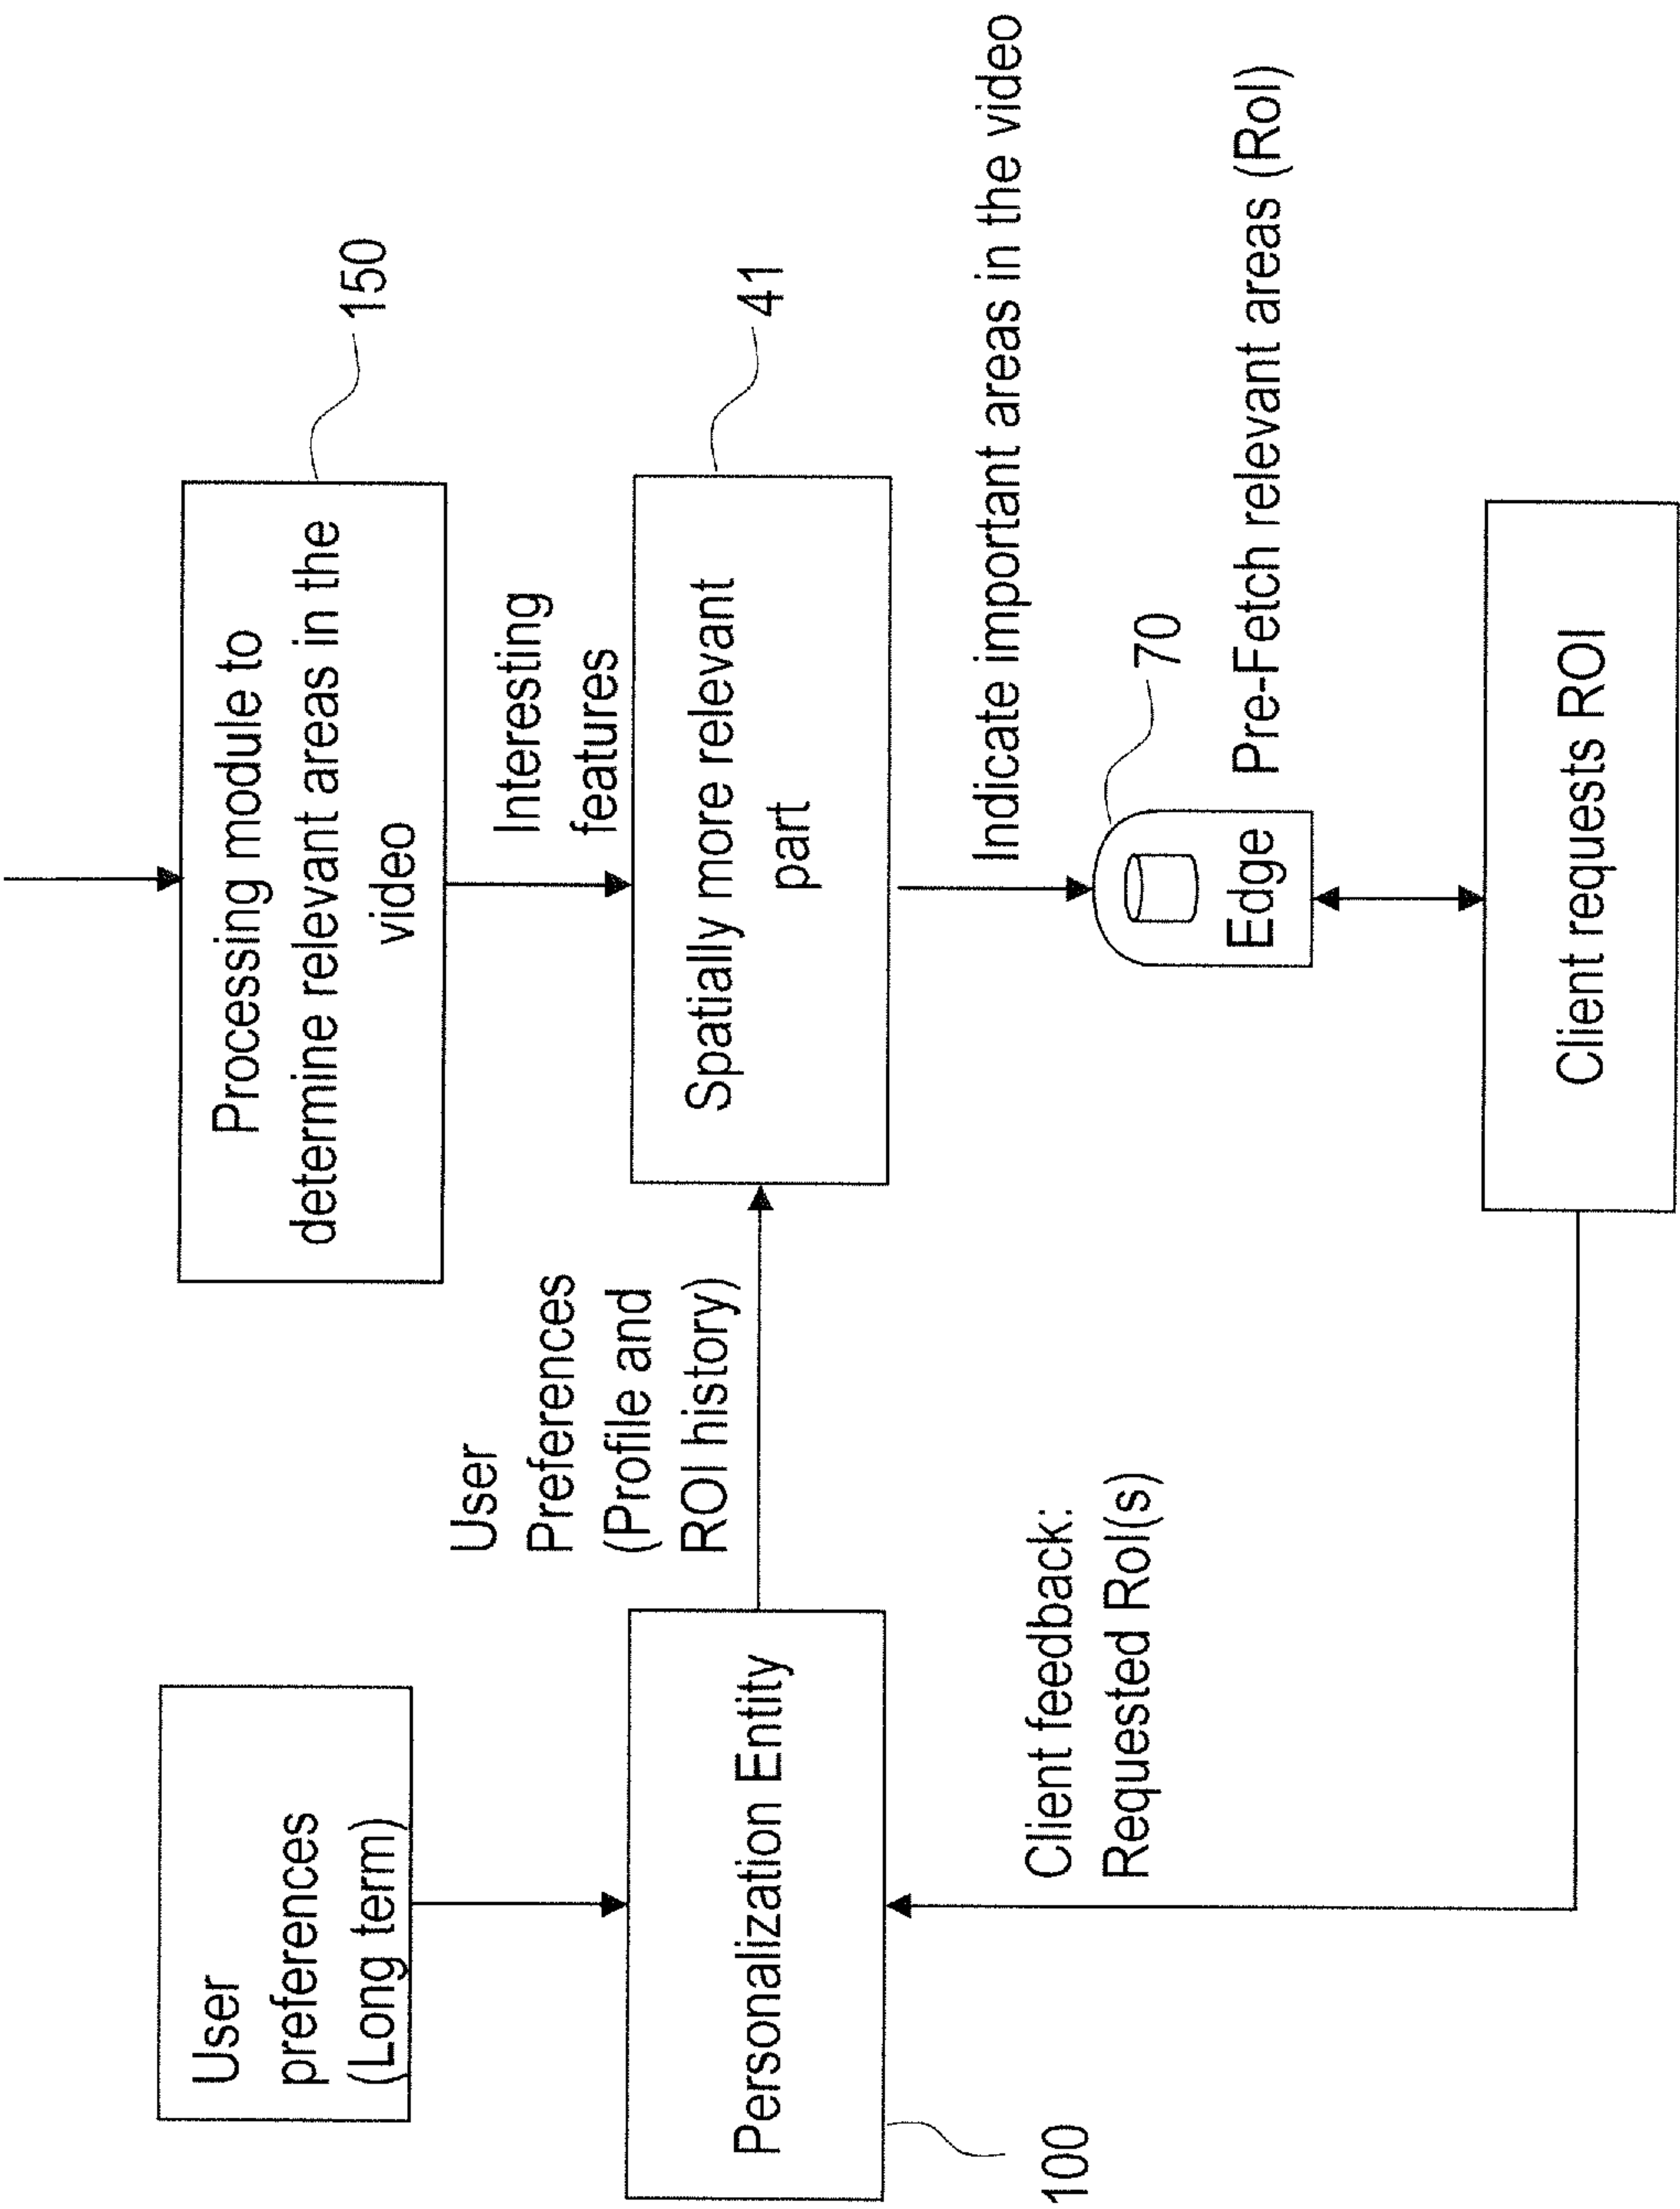 User
preferences
(Long term)
Processing module to
determine relevant areas in the
video
150
Interesting
features
User
Preferences
(Profile and
ROI history)
Personalization Entity
100
Spatially more relevant
part
41
Indicate important areas in the video
70
Edge
Pre-Fetch relevant areas (RoI)
Client feedback:
Requested RoI(s)
Client requests ROI